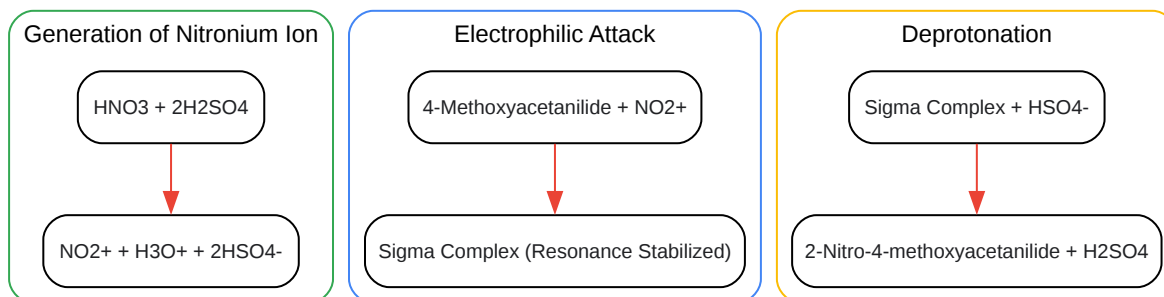 Generation of Nitronium Ion
HNO3 + 2H2SO4
NO2+ + H3O+ + 2HSO4-
Electrophilic Attack
4-Methoxyacetanilide + NO2+
Sigma Complex (Resonance Stabilized)
Deprotonation
Sigma Complex + HSO4-
2-Nitro-4-methoxyacetanilide + H2SO4